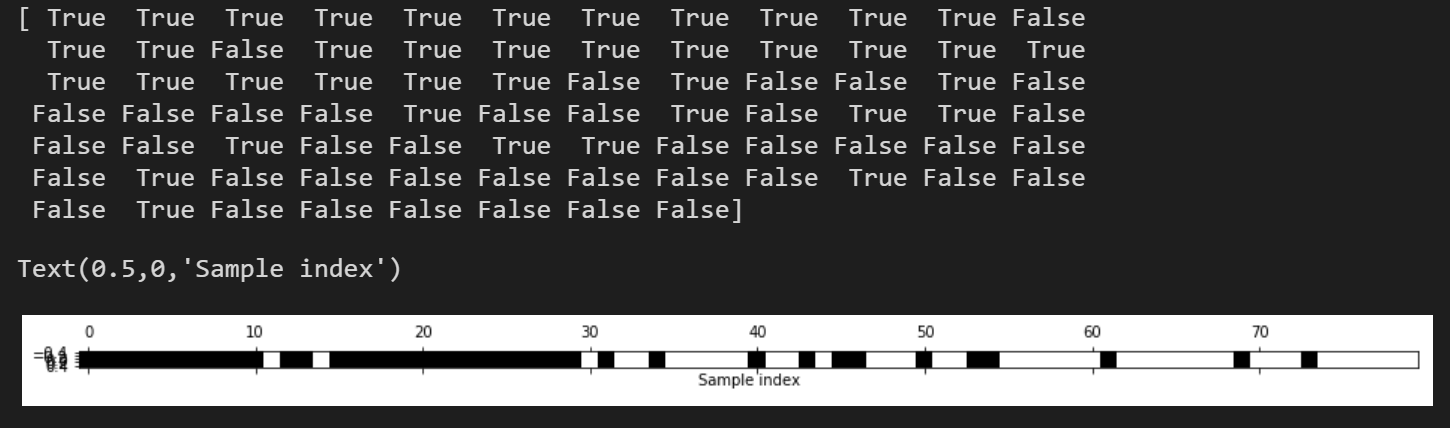 [ True True True True True True True True True True True False
True True False True True True True True True True True True
True True True True True True False True False False True False
False False False False True False False True False True True False
False False True False False True True False False False False False
False True False False False False False False False True False False
False True False False False False False False]
Text(0.5,0,'Sample index')
0 10 20 30 40 50 60 70
Sample index